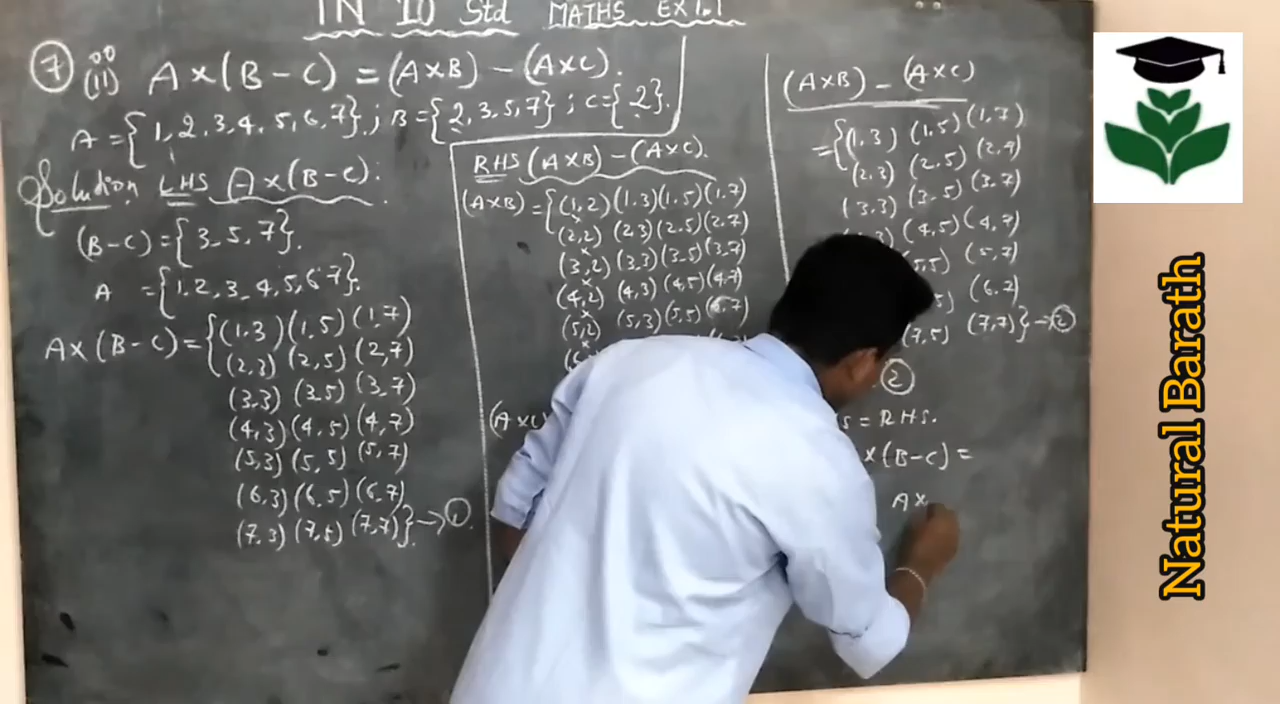 TN 10 Std MATHS EX 1.1
7 (ii) A×(B-C) = (A×B) - (A×C).
A = {1,2,3,4,5,6,7}; B={2,3,5,7}; C={2}.
Solution LHS A×(B-C):
(B-C)={3,5,7}.
A = {1,2,3,4,5,6,7}.
A×(B-C)={(1,3)(1,5)(1,7)
(2,3)(2,5)(2,7)
(3,3)(3,5)(3,7)
(4,3)(4,5)(4,7)
(5,3)(5,5)(5,7)
(6,3)(6,5)(6,7)
(7,3)(7,5)(7,7)}→①.
RHS (A×B)-(A×C).
(A×B)={(1,2)(1,3)(1,5)(1,7)
(2,2)(2,3)(2,5)(2,7)
(3,2)(3,3)(3,5)(3,7)
(4,2)(4,3)(4,5)(4,7)
(5,2)(5,3)(5,5)
(A×C)
(A×B)-(A×C)
={(1,3)(1,5)(1,7)
(2,3)(2,5)
(3,3)(3,5)(3,7)
(4,5)(4,7)
(5,7)
(7,5)(7,7)}→②
②
= RHS.
×(B-C)=
A×
Natural Barath